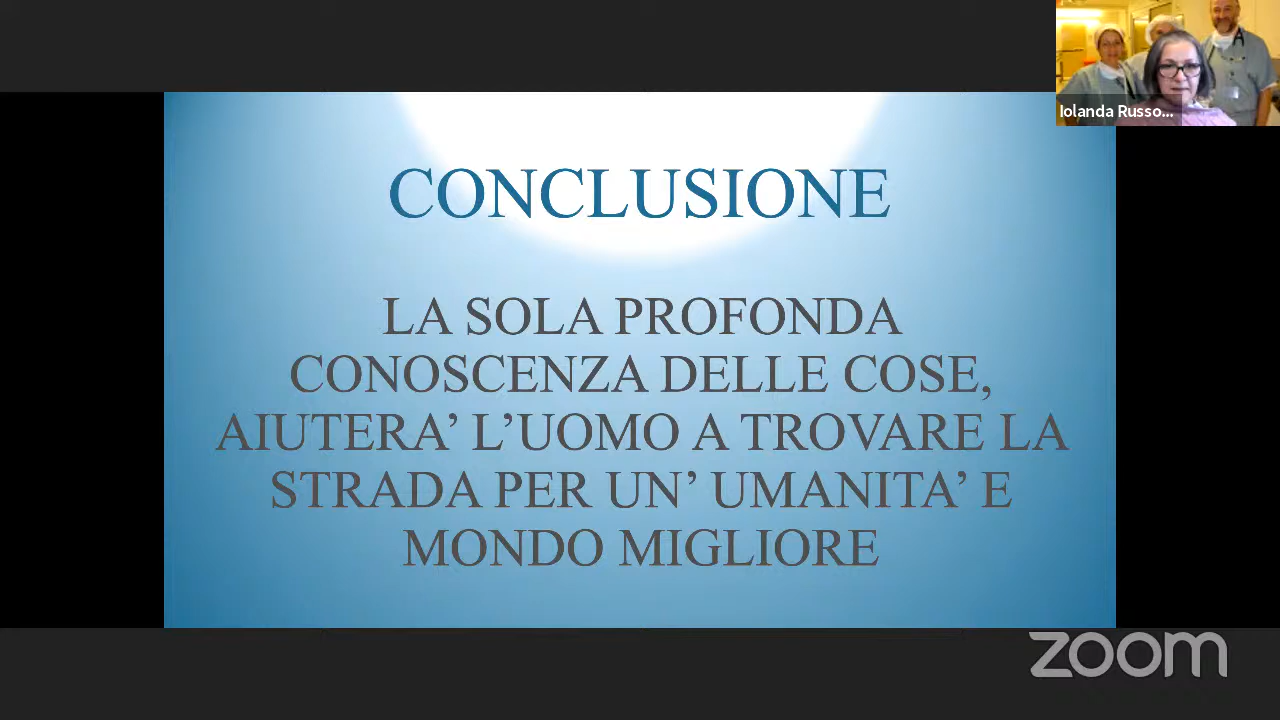 Iolanda Russo...
CONCLUSIONE
LA SOLA PROFONDA
CONOSCENZA DELLE COSE,
AIUTERA’ L’UOMO A TROVARE LA
STRADA PER UN’ UMANITA’ E
MONDO MIGLIORE
zoom